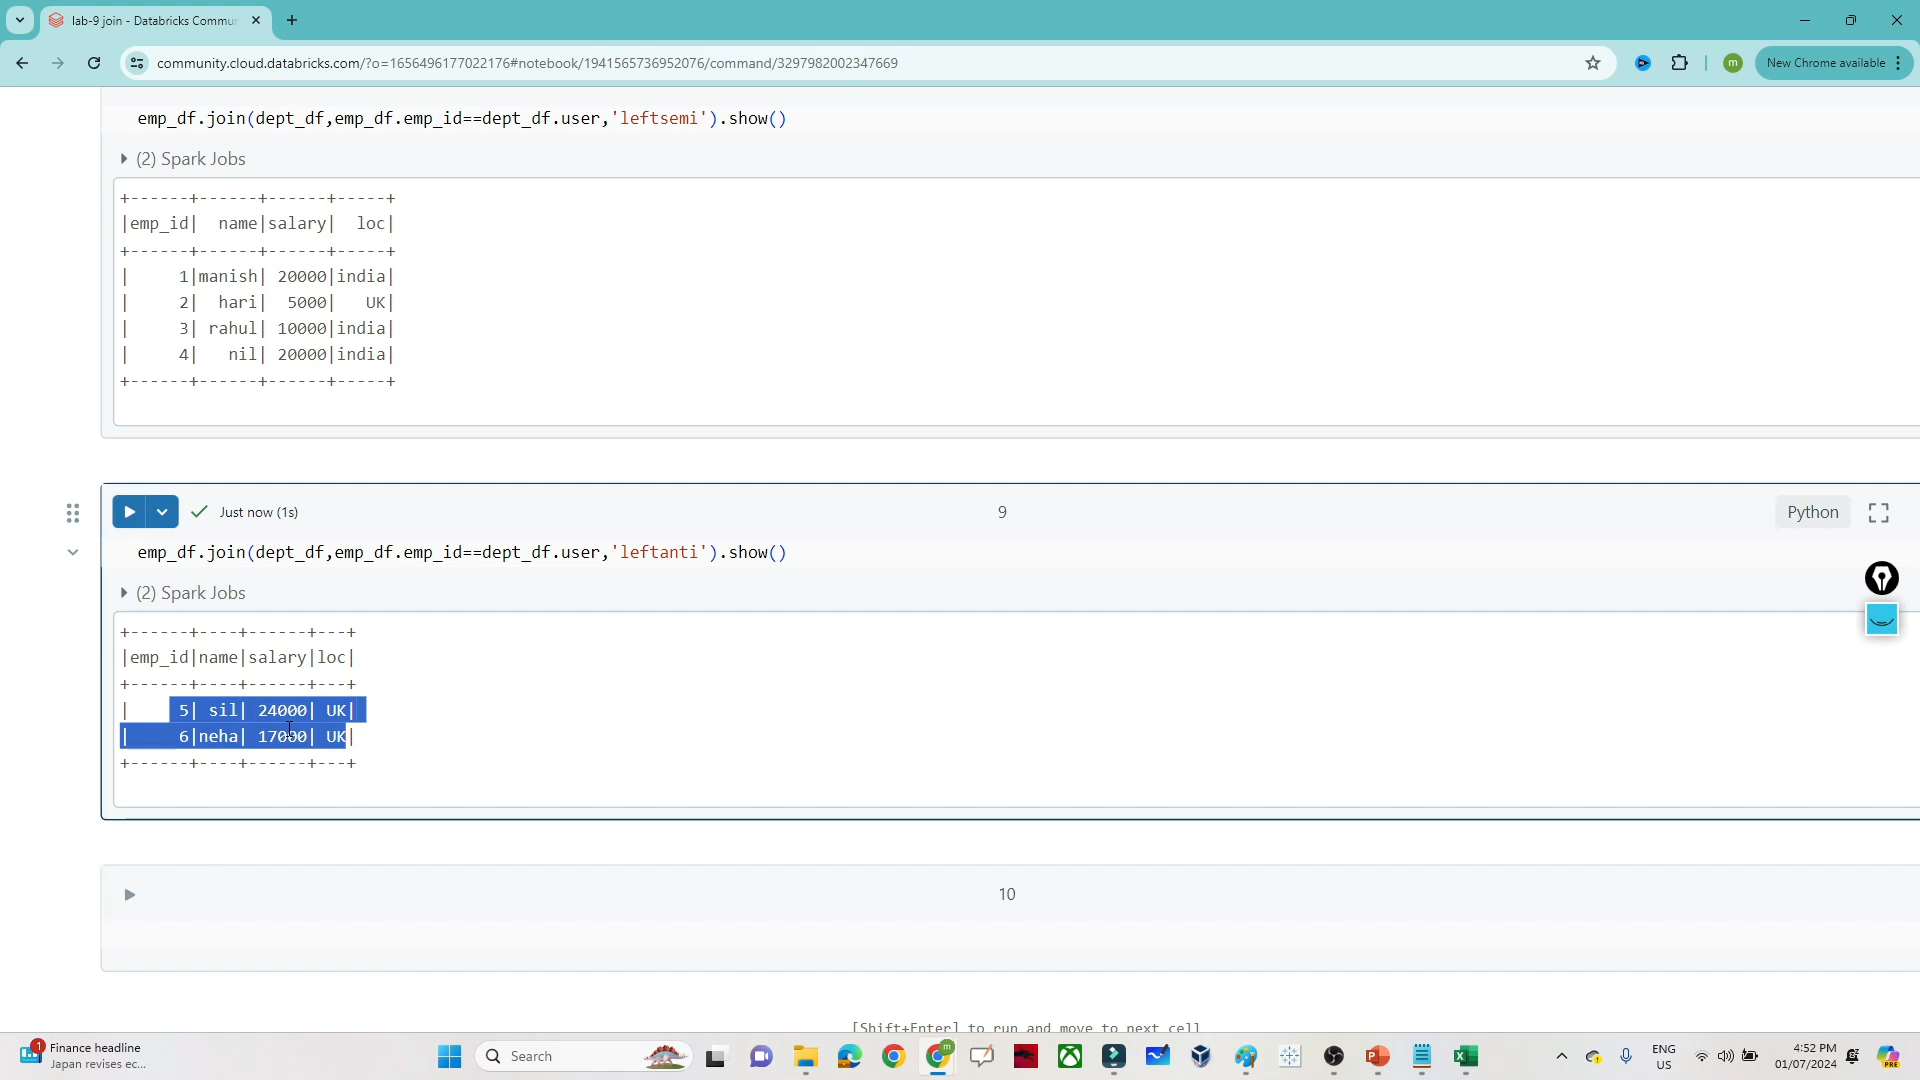 lab-9 join - Databricks Commun
community.cloud.databricks.com/?o=1656496177022176#notebook/1941565736952076/command/3297982002347669
m
New Chrome available
emp_df.join(dept_df,emp_df.emp_id==dept_df.user,'leftsemi').show()
(2) Spark Jobs
+------+------+------+-----+
|emp_id|  name|salary|  loc|
+------+------+------+-----+
|     1|manish| 20000|india|
|     2|  hari|  5000|   UK|
|     3| rahul| 10000|india|
|     4|   nil| 20000|india|
+------+------+------+-----+
Just now (1s)
9
Python
emp_df.join(dept_df,emp_df.emp_id==dept_df.user,'leftanti').show()
(2) Spark Jobs
+------+----+------+---+
|emp_id|name|salary|loc|
+------+----+------+---+
|     5| sil| 24000| UK|
|     6|neha| 17000| UK|
+------+----+------+---+
10
[Shift+Enter] to run and move to next cell
1
Finance headline
Japan revises ec...
Search
m
ENG
US
4:52 PM
01/07/2024
PRE